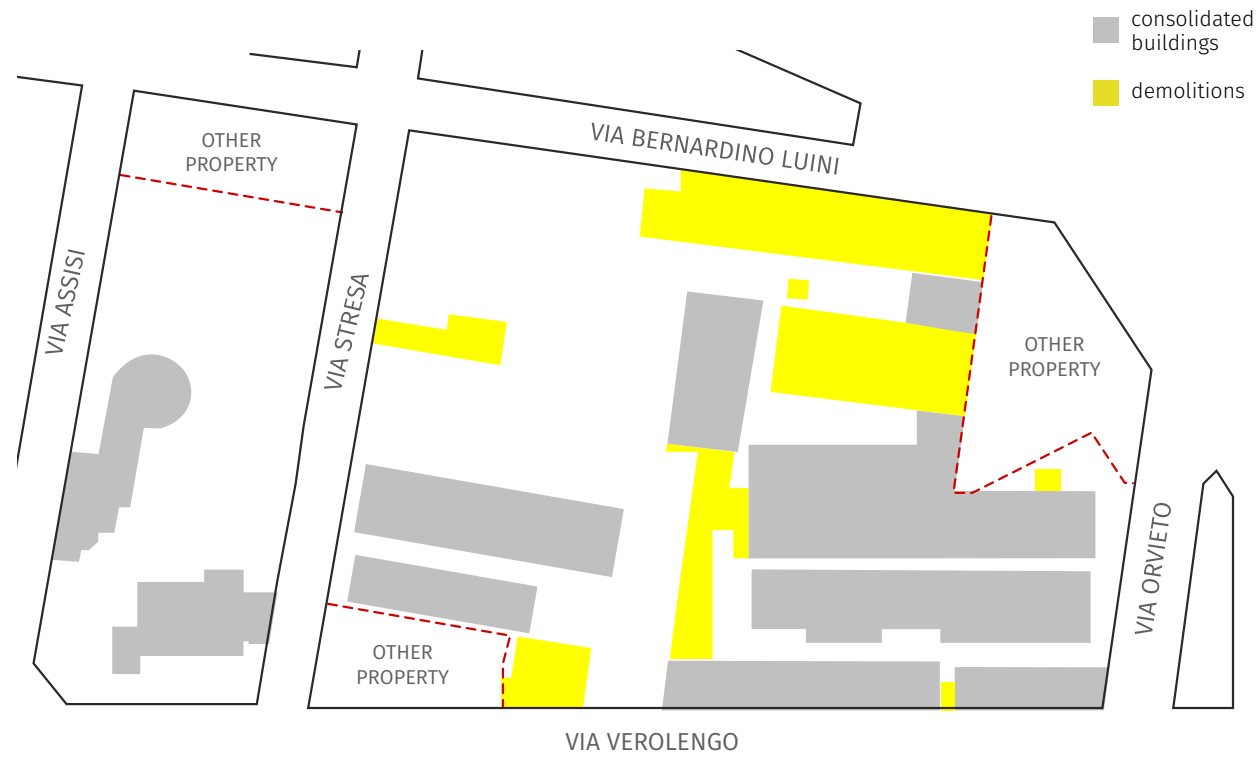 consolidated
buildings
demolitions
VIA BERNARDINO LUINI
OTHER
PROPERTY
VIA ASSISI
VIA STRESA
OTHER
PROPERTY
VIA ORVIETO
OTHER
PROPERTY
VIA VEROLENGO